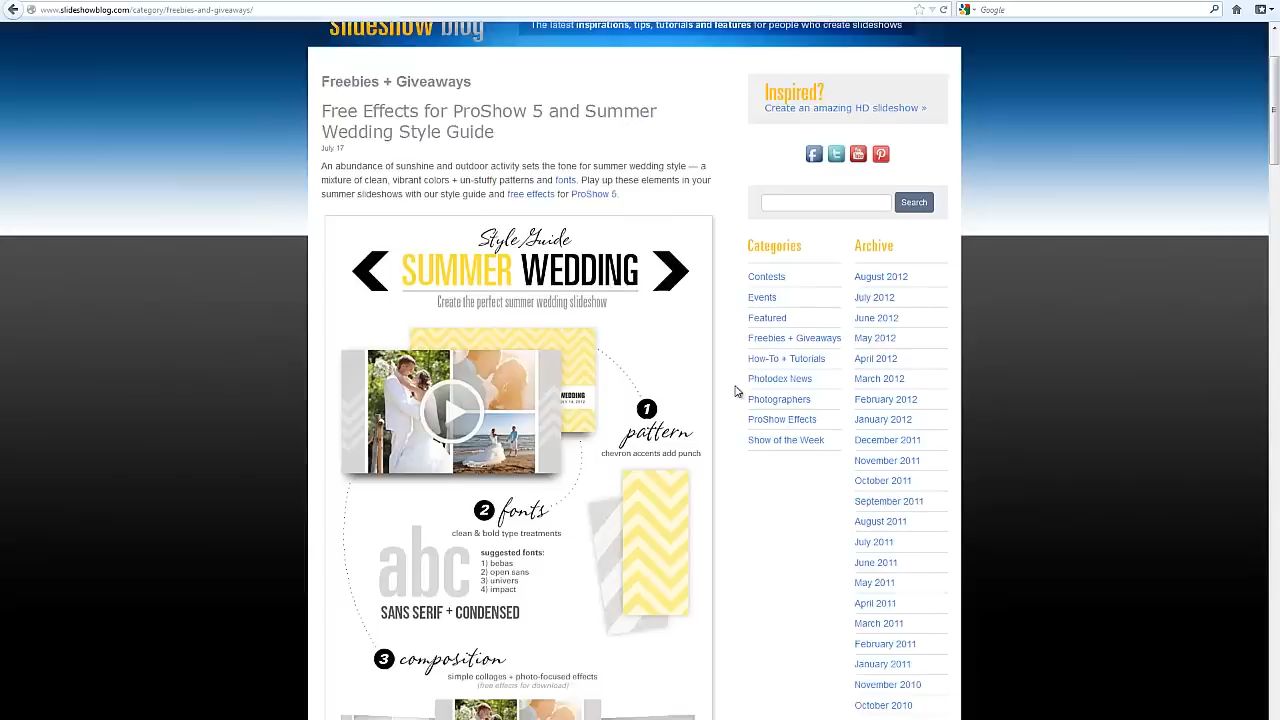 www.slideshowblog.com/category/freebies-and-giveaways/
Google
slideshow blog
The latest inspirations, tips, tutorials and features for people who create slideshows
Freebies + Giveaways
Free Effects for ProShow 5 and Summer
Wedding Style Guide
July 17
An abundance of sunshine and outdoor activity sets the tone for summer wedding style — a
mixture of clean, vibrant colors + un-stuffy patterns and fonts. Play up these elements in your
summer slideshows with our style guide and free effects for ProShow 5.
Style Guide
SUMMER WEDDING
Create the perfect summer wedding slideshow
WEDDING
1
pattern
chevron accents add punch
2 fonts
clean & bold type treatments
abc
suggested fonts:
1) bebas
2) open sans
3) univers
4) impact
SANS SERIF + CONDENSED
3 composition
simple collages + photo-focused effects
(free effects for download)
Inspired?
Create an amazing HD slideshow »
Search
Categories
Contests
Events
Featured
Freebies + Giveaways
How-To + Tutorials
Photodex News
Photographers
ProShow Effects
Show of the Week
Archive
August 2012
July 2012
June 2012
May 2012
April 2012
March 2012
February 2012
January 2012
December 2011
November 2011
October 2011
September 2011
August 2011
July 2011
June 2011
May 2011
April 2011
March 2011
February 2011
January 2011
November 2010
October 2010